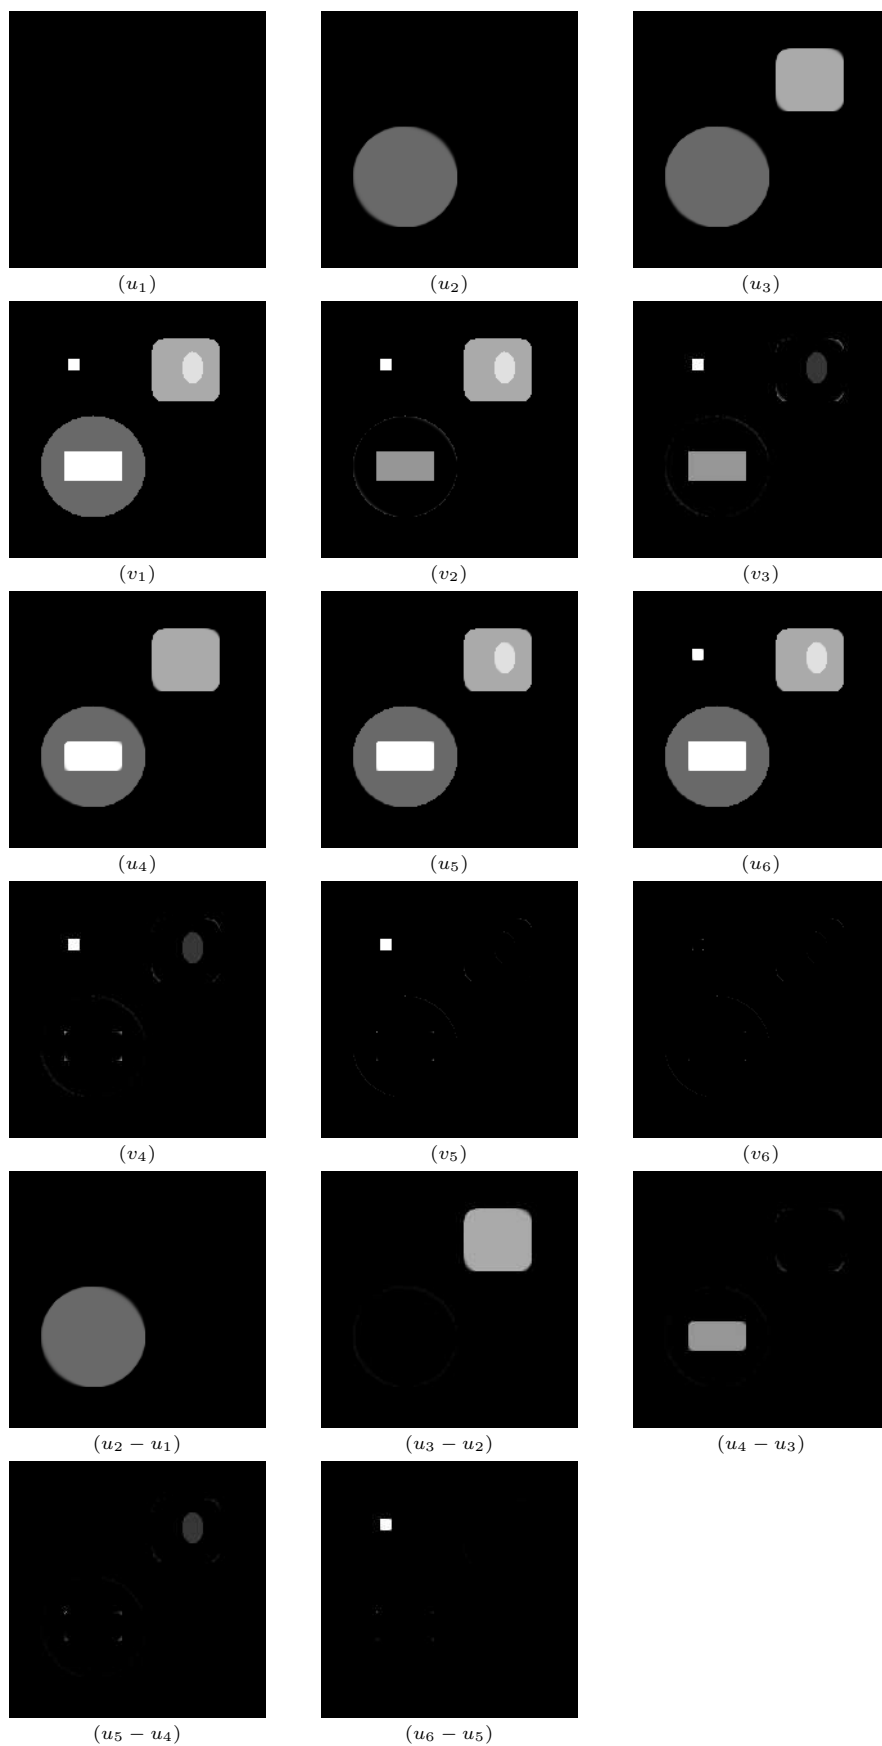 (u₁) (u₂) (u₃)
(v₁) (v₂) (v₃)
(u₄) (u₅) (u₆)
(v₄) (v₅) (v₆)
(u₂ − u₁) (u₃ − u₂) (u₄ − u₃)
(u₅ − u₄) (u₆ − u₅)